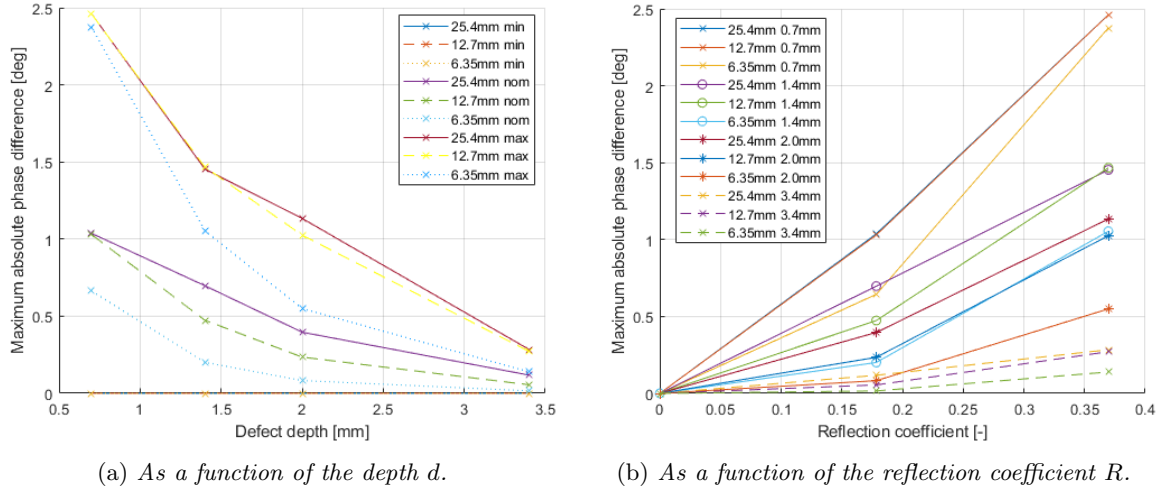 Maximum absolute phase difference [deg]
2.5
2
1.5
1
0.5
0
0.5
1
1.5
2
2.5
3
3.5
Defect depth [mm]
25.4mm min
12.7mm min
6.35mm min
25.4mm nom
12.7mm nom
6.35mm nom
25.4mm max
12.7mm max
6.35mm max
(a) As a function of the depth d.
Maximum absolute phase difference [deg]
2.5
2
1.5
1
0.5
0
0
0.05
0.1
0.15
0.2
0.25
0.3
0.35
0.4
Reflection coefficient [-]
25.4mm 0.7mm
12.7mm 0.7mm
6.35mm 0.7mm
25.4mm 1.4mm
12.7mm 1.4mm
6.35mm 1.4mm
25.4mm 2.0mm
12.7mm 2.0mm
6.35mm 2.0mm
25.4mm 3.4mm
12.7mm 3.4mm
6.35mm 3.4mm
(b) As a function of the reflection coefficient R.